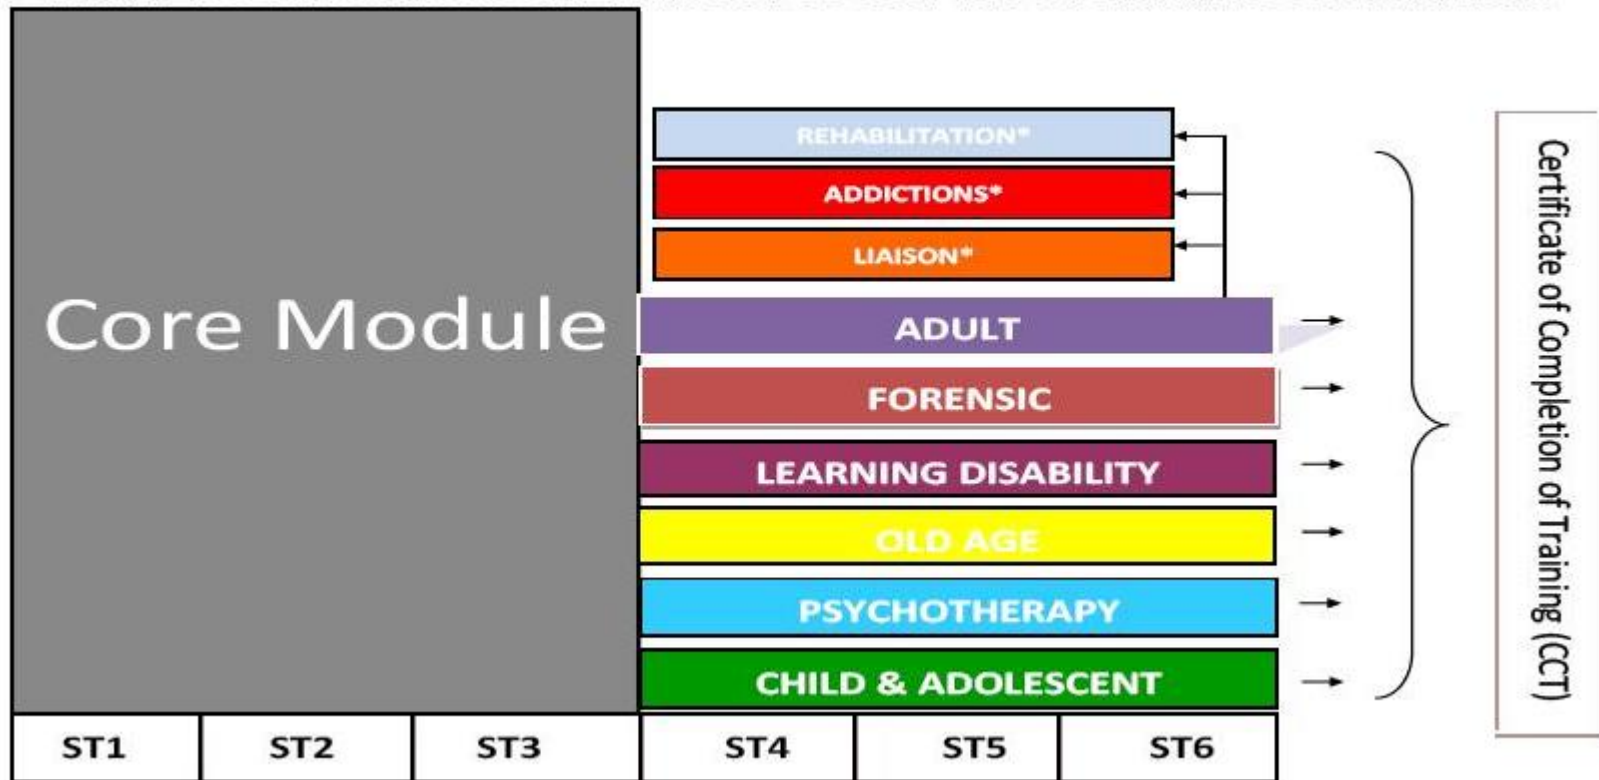 REHABILITATION*
ADDICTIONS*
LIAISON*
Core Module
ADULT
FORENSIC
LEARNING DISABILITY
OLD AGE
PSYCHOTHERAPY
CHILD & ADOLESCENT
ST1 ST2 ST3 ST4 ST5 ST6
Certificate of Completion of Training (CCT)